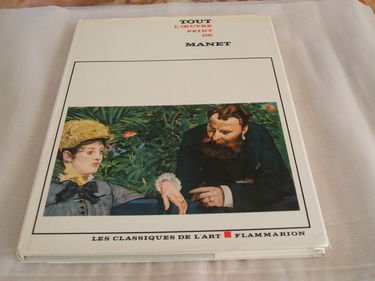 TOUT
L'ŒUVRE
PEINT
DE
MANET
LES CLASSIQUES DE L'ART FLAMMARION